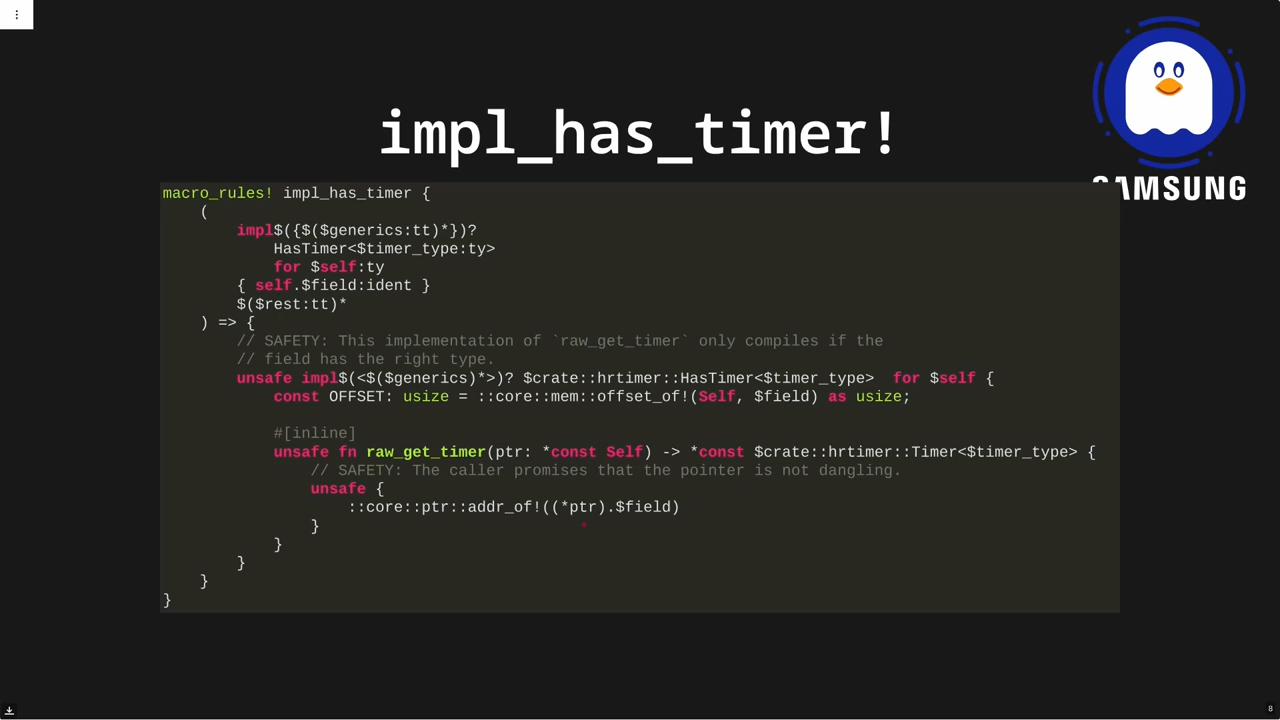 impl_has_timer!
SAMSUNG
macro_rules! impl_has_timer {
    (
        impl$({$($generics:tt)*})?
            HasTimer<$timer_type:ty>
            for $self:ty
        { self.$field:ident }
        $($rest:tt)*
    ) => {
        // SAFETY: This implementation of `raw_get_timer` only compiles if the
        // field has the right type.
        unsafe impl$(<$($generics)*>)? $crate::hrtimer::HasTimer<$timer_type>  for $self {
            const OFFSET: usize = ::core::mem::offset_of!(Self, $field) as usize;

            #[inline]
            unsafe fn raw_get_timer(ptr: *const Self) -> *const $crate::hrtimer::Timer<$timer_type> {
                // SAFETY: The caller promises that the pointer is not dangling.
                unsafe {
                    ::core::ptr::addr_of!((*ptr).$field)
                }
            }
        }
    }
}
8